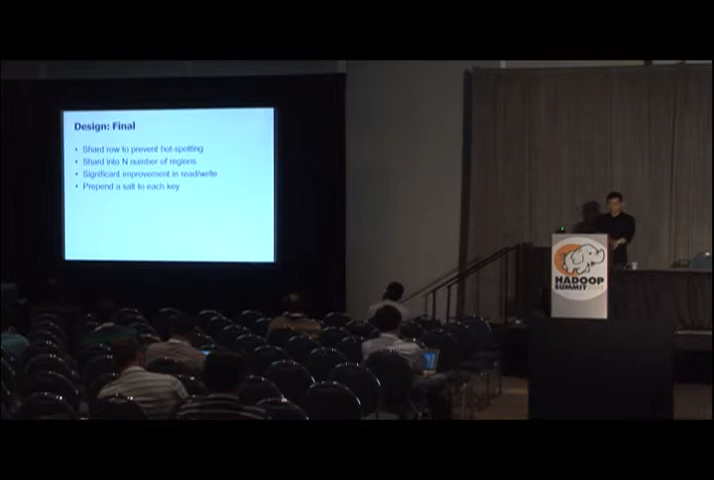 Design: Final
• Shard row to prevent hot-spotting
• Shard into N number of regions
• Significant improvement in read/write
• Prepend a salt to each key
HADOOP
SUMMIT